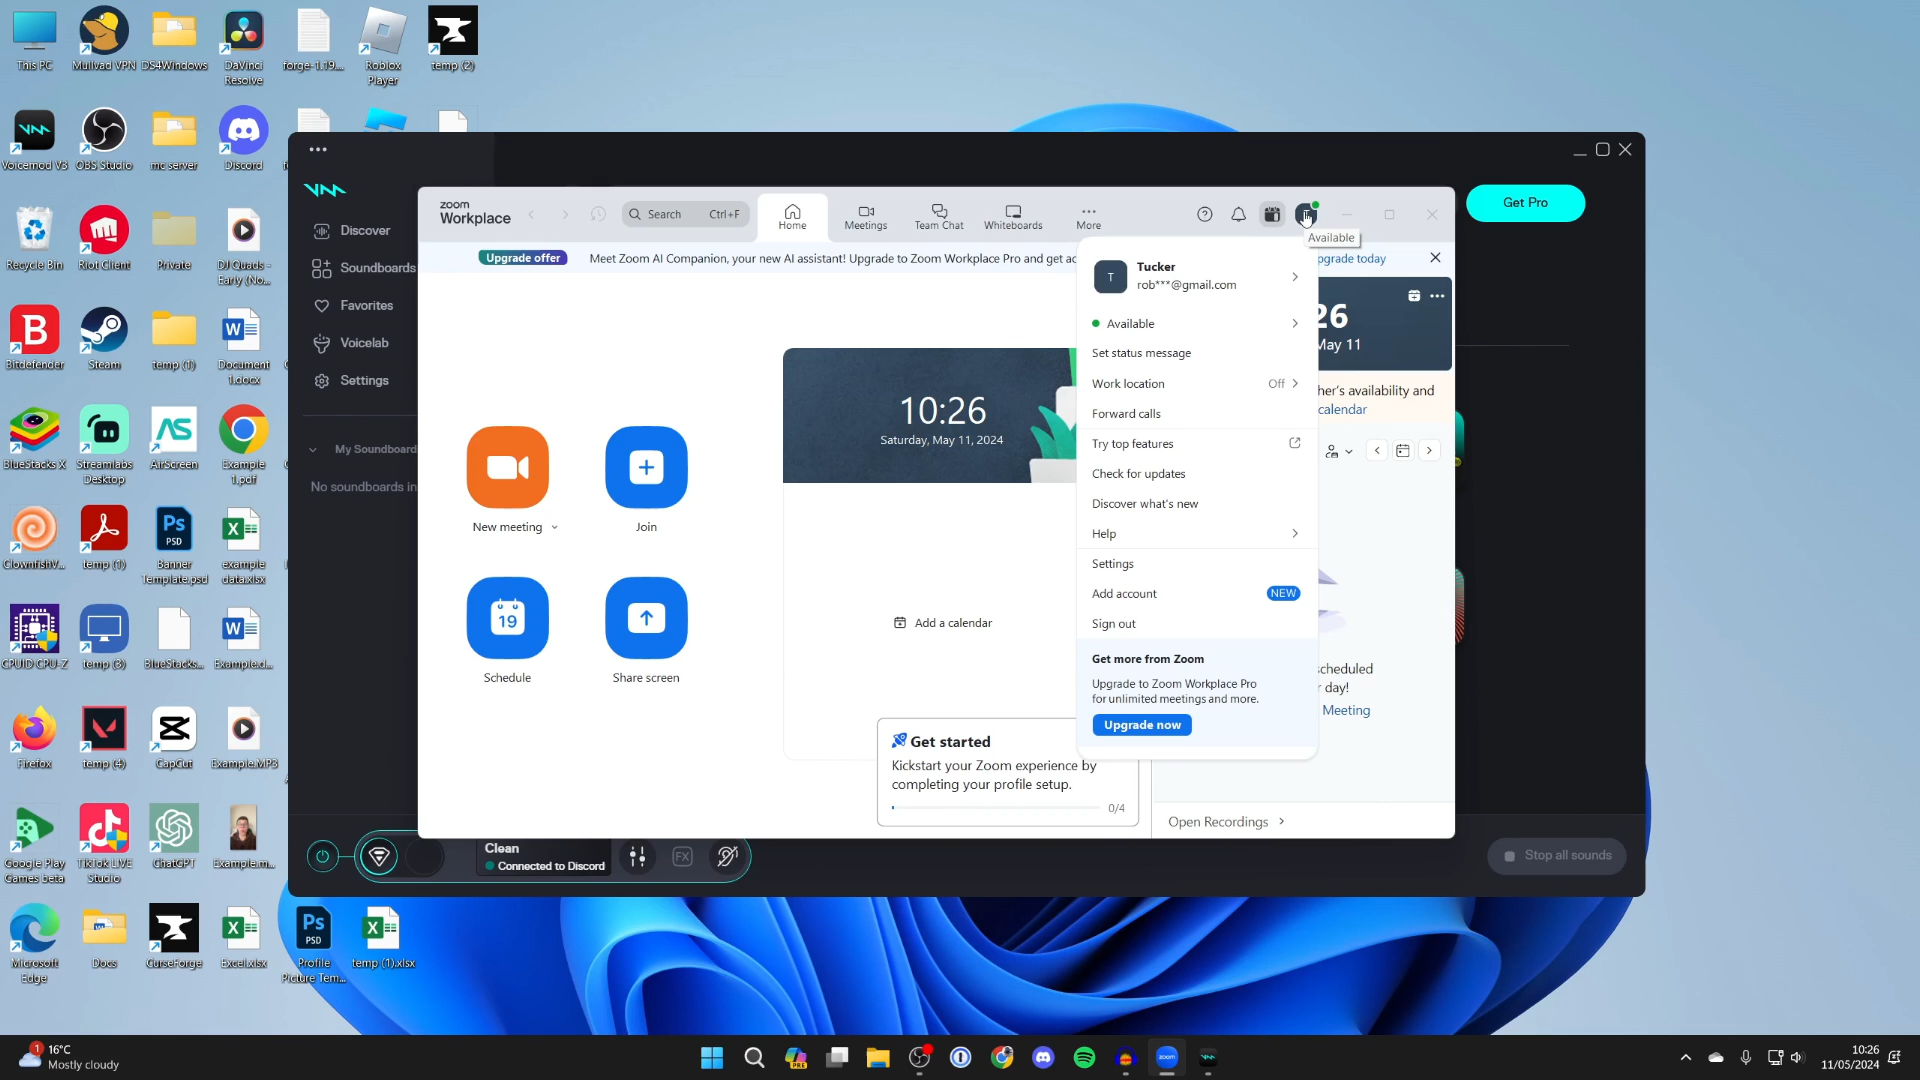 This PC
Mullvad VPN
DS4Windows
DaVinci
Resolve
forge-1.19....
Roblox
Player
temp (2)
Voicemod V3
OBS Studio
mc server
Discord
Recycle Bin
Riot Client
Private
DJ Quads -
Early (No...
Bitdefender
Steam
temp (1)
Document
1.docx
BlueStacks X
Streamlabs
Desktop
AirScreen
Example
1.pdf
ClownfishV...
temp (1)
Banner
Template.psd
example
data.xlsx
CPUID CPU-Z
temp (3)
BlueStacks...
Example.d...
Firefox
temp (4)
CapCut
Example.MP3
Google Play
Games beta
TikTok LIVE
Studio
ChatGPT
Example.m...
Microsoft
Edge
Docs
CurseForge
Excel.xlsx
Profile
Picture Tem...
temp (1).xlsx
Discover
Soundboards
Favorites
Voicelab
Settings
My Soundboard
No soundboards in
Get Pro
Clean
Connected to Discord
FX
Stop all sounds
zoom
Workplace
Search
Ctrl+F
Home
Meetings
Team Chat
Whiteboards
More
Available
Upgrade offer
Meet Zoom AI Companion, your new AI assistant! Upgrade to Zoom Workplace Pro and get ac
pgrade today
New meeting
Join
19
Schedule
Share screen
10:26
Saturday, May 11, 2024
Add a calendar
Get started
Kickstart your Zoom experience by
completing your profile setup.
0/4
T
Tucker
rob***@gmail.com
Available
Set status message
Work location
Off
Forward calls
Try top features
Check for updates
Discover what's new
Help
Settings
Add account
NEW
Sign out
Get more from Zoom
Upgrade to Zoom Workplace Pro
for unlimited meetings and more.
Upgrade now
26
May 11
her's availability and
calendar
scheduled
r day!
Meeting
Open Recordings
1
16°C
Mostly cloudy
PRE
zoom
10:26
11/05/2024